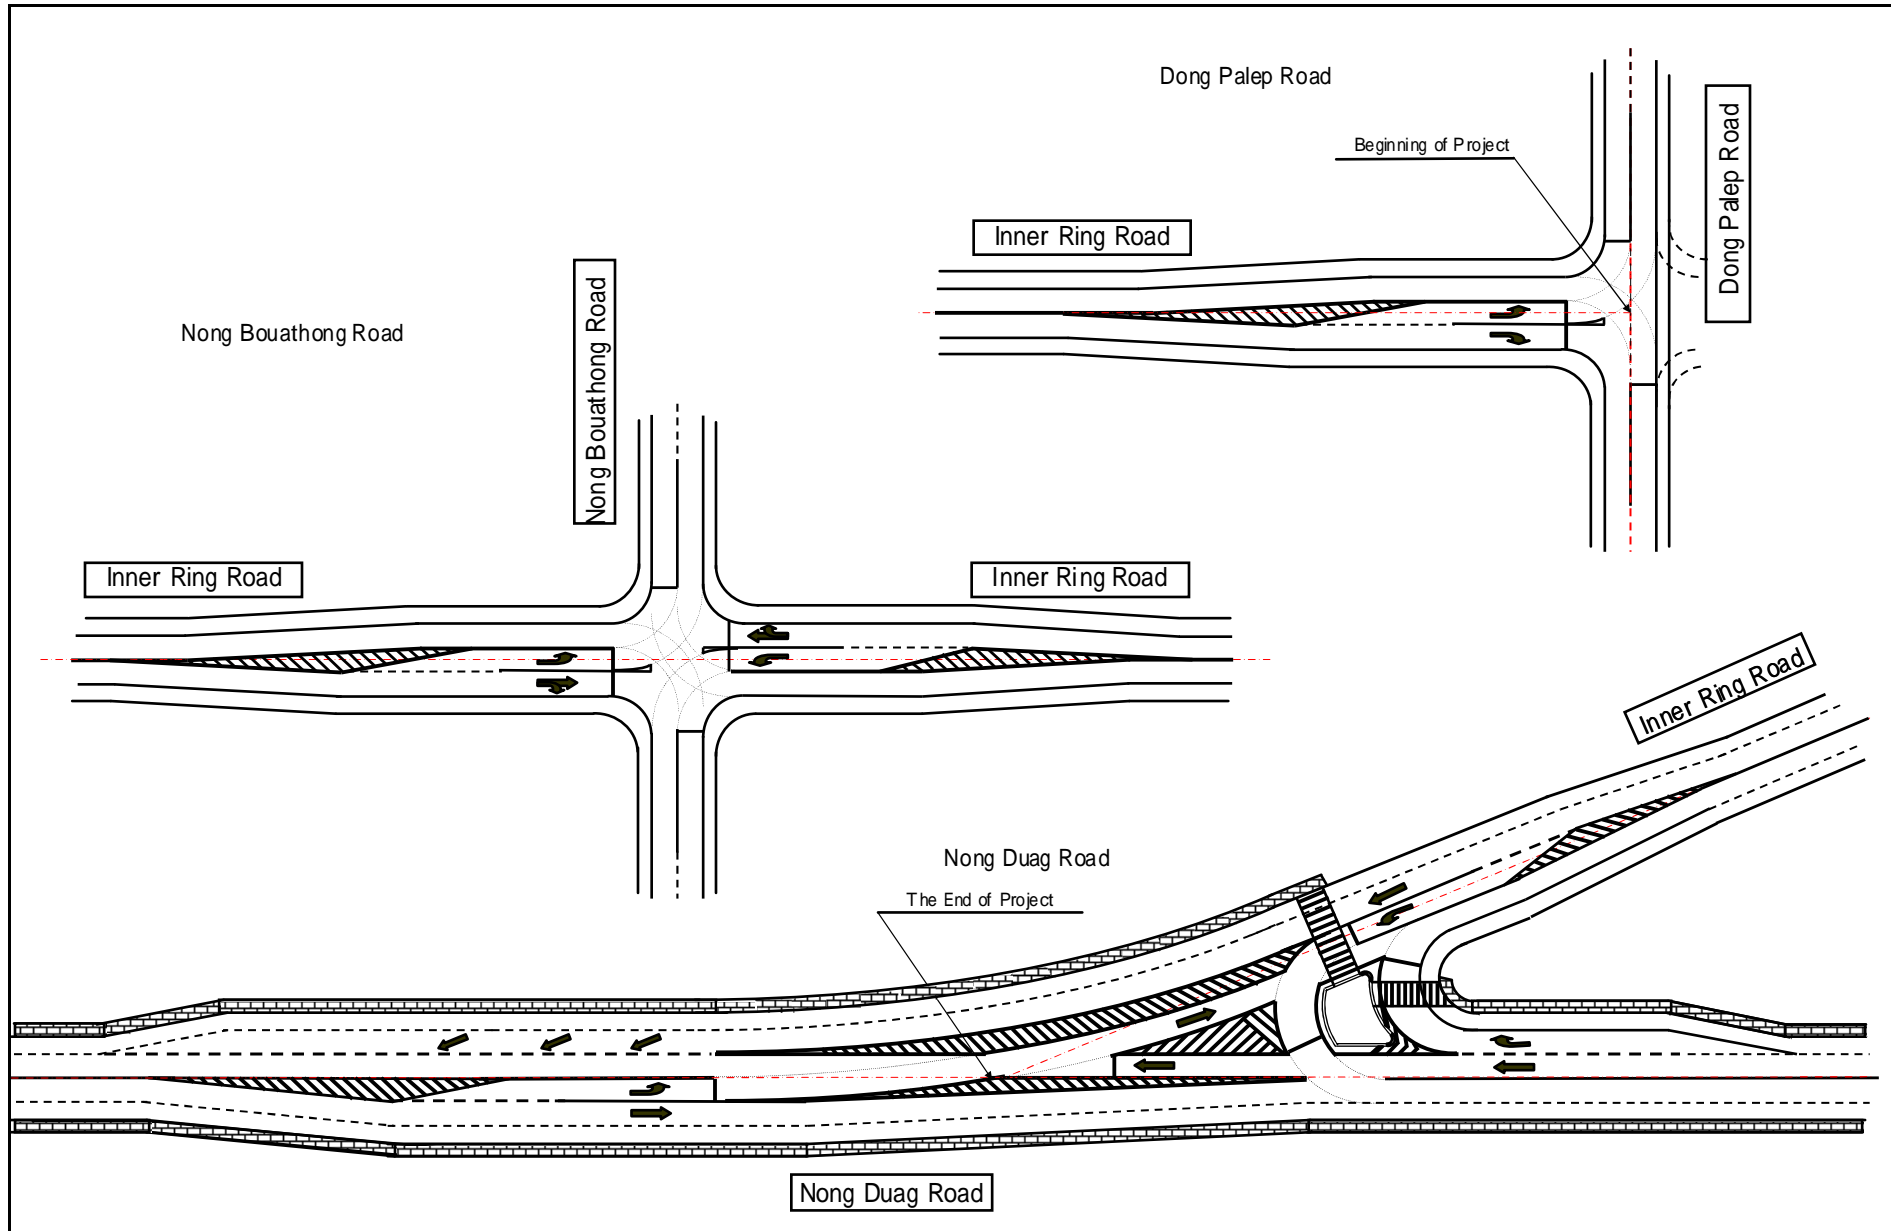 Dong Palep Road
Dong Palep Road
Beginning of Project
Inner Ring Road
Nong Bouathong Road
Nong Bouathong Road
Inner Ring Road
Inner Ring Road
Inner Ring Road
Nong Duag Road
The End of Project
Nong Duag Road